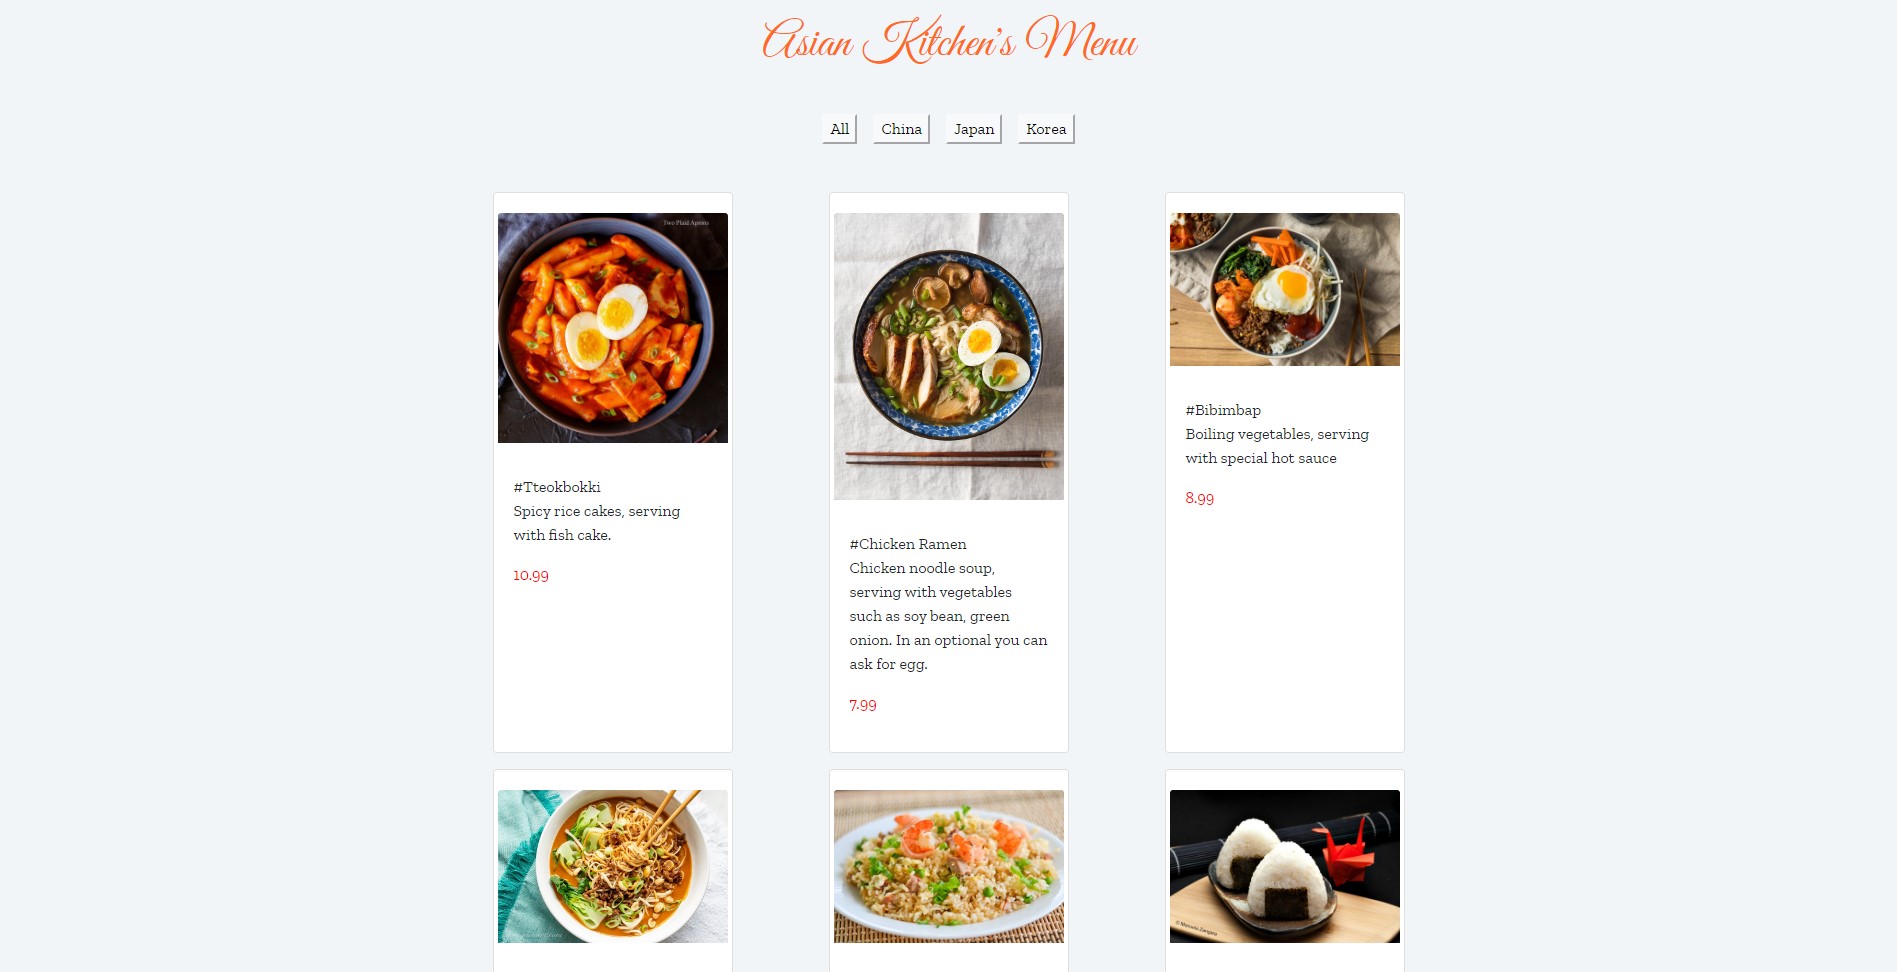 Asian Kitchen's Menu
All
China
Japan
Korea
Two Plaid Aprons
#Tteokbokki
Spicy rice cakes, serving
with fish cake.
10.99
#Chicken Ramen
Chicken noodle soup,
serving with vegetables
such as soy bean, green
onion. In an optional you can
ask for egg.
7.99
#Bibimbap
Boiling vegetables, serving
with special hot sauce
8.99